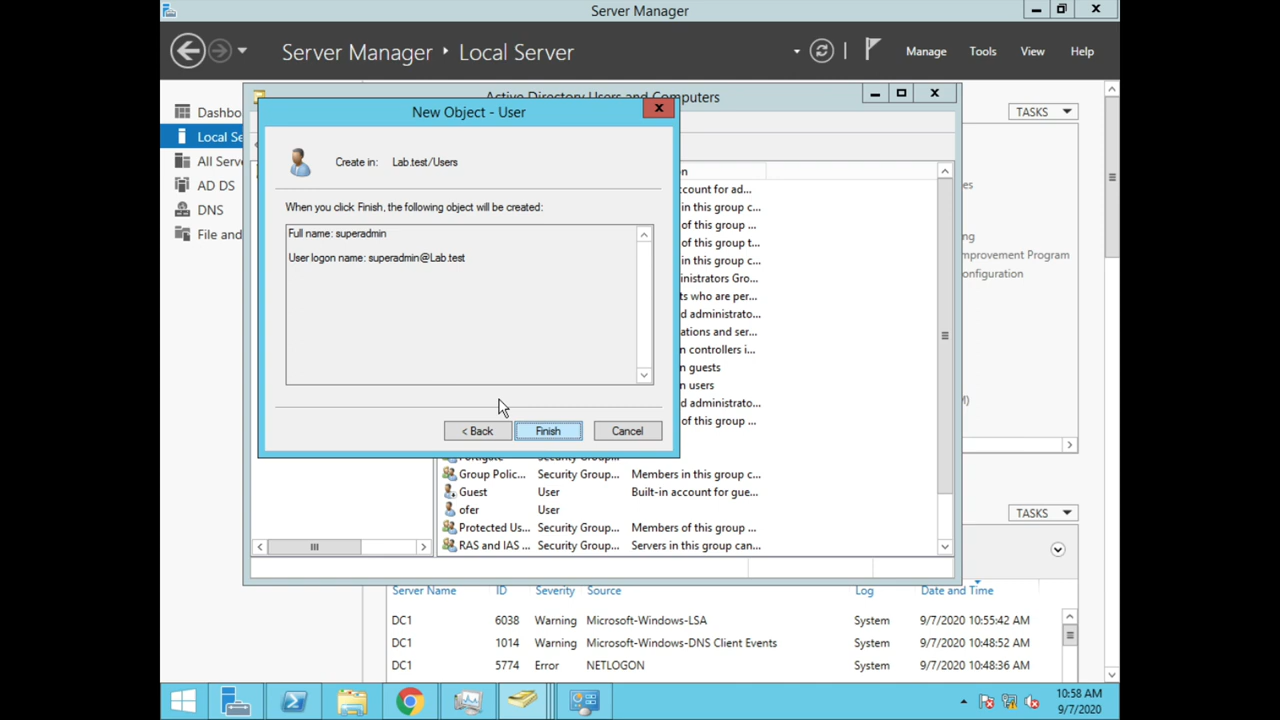 Server Manager
Server Manager • Local Server
Manage Tools View Help
Dashbo
Local Se
All Serve
AD DS
DNS
File and
Active Directory Users and Computers
New Object - User
Create in: Lab.test/Users
When you click Finish, the following object will be created:
Full name: superadmin
User logon name: superadmin@Lab.test
< Back Finish Cancel
n
count for ad...
in this group c...
of this group ...
of this group t...
in this group c...
inistrators Gro...
ts who are per...
d administrato...
ations and ser...
n controllers i...
n guests
n users
d administrato...
of this group ...
Security Group...
Group Polic... Security Group... Members in this group c...
Guest User Built-in account for gue...
ofer User
Protected Us... Security Group... Members of this group ...
RAS and IAS ... Security Group... Servers in this group can...
TASKS
es
ng
mprovement Program
onfiguration
)
TASKS
Server Name ID Severity Source Log Date and Time
DC1 6038 Warning Microsoft-Windows-LSA System 9/7/2020 10:55:42 AM
DC1 1014 Warning Microsoft-Windows-DNS Client Events System 9/7/2020 10:48:52 AM
DC1 5774 Error NETLOGON System 9/7/2020 10:48:36 AM
10:58 AM
9/7/2020